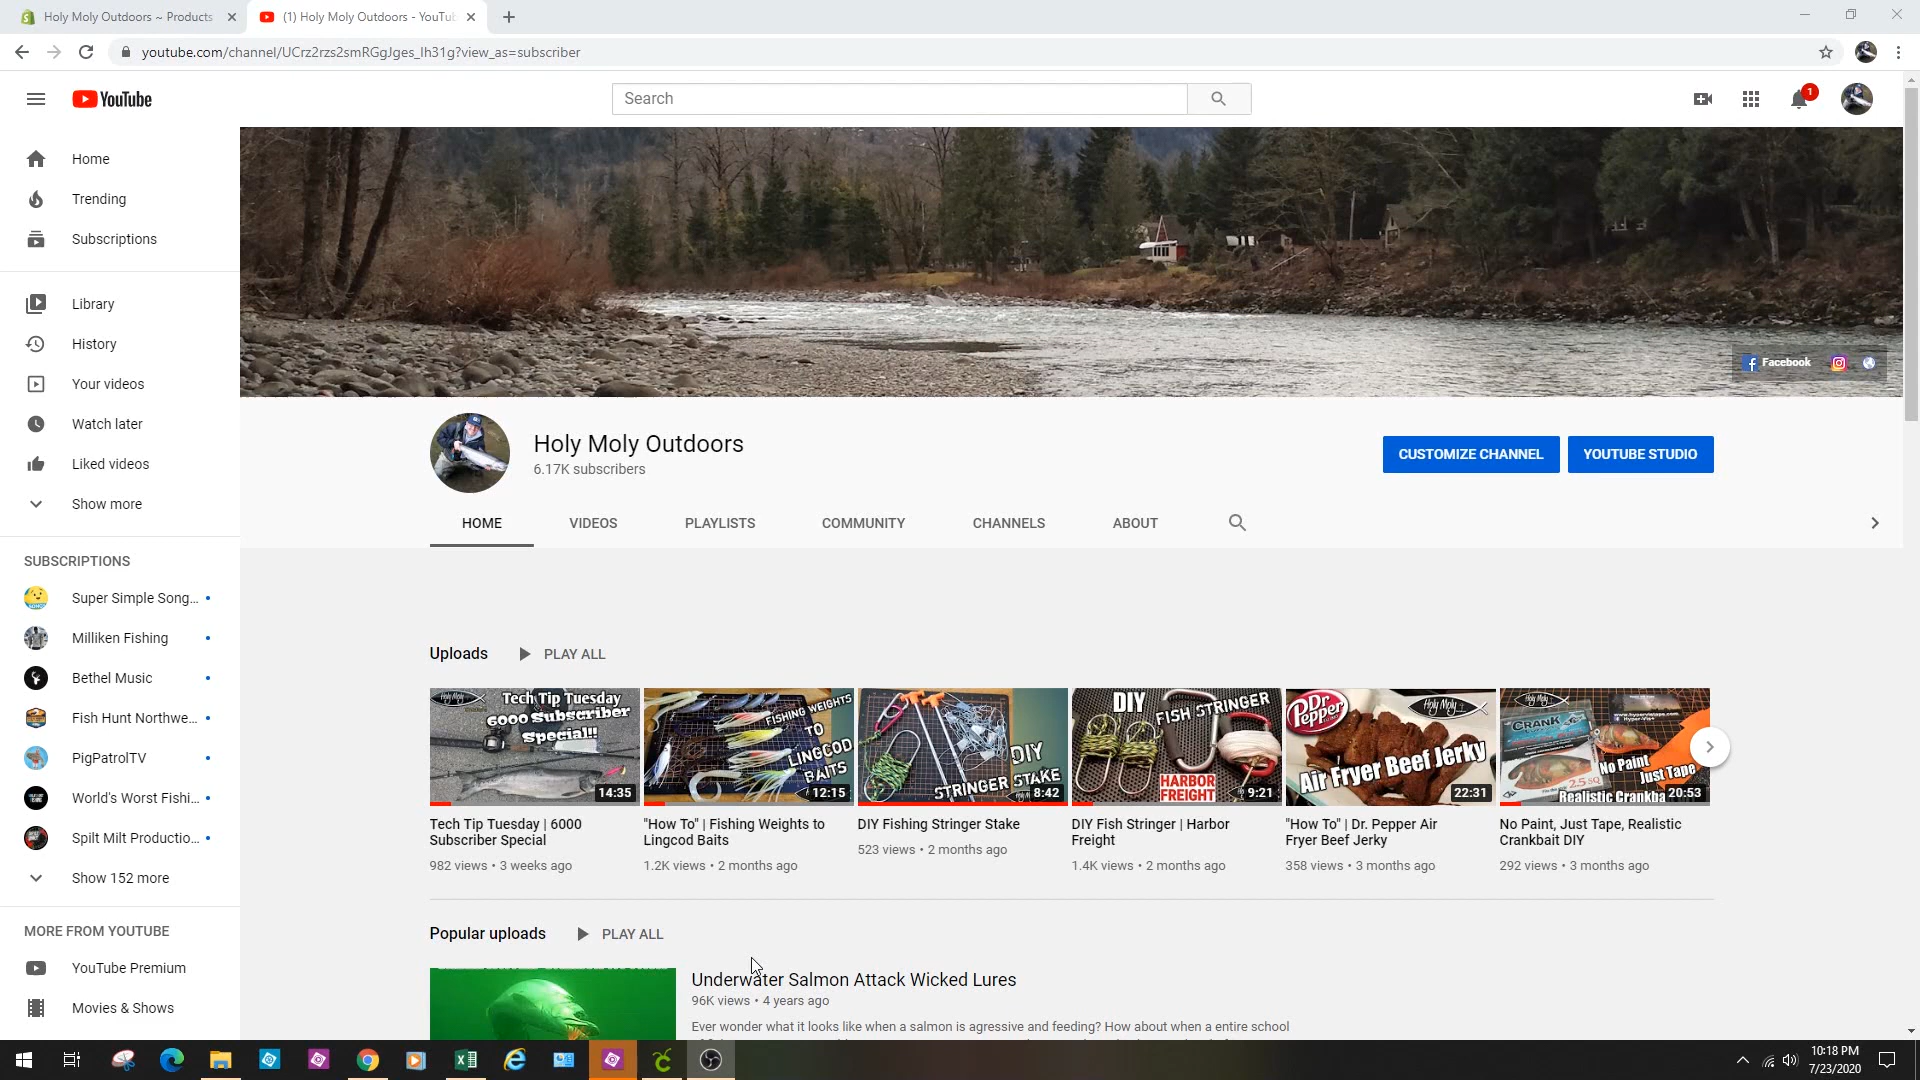 Holy Moly Outdoors ~ Products
(1) Holy Moly Outdoors - YouTub
youtube.com/channel/UCrz2rzs2smRGgJges_lh31g?view_as=subscriber
YouTube
Search
1
Home
Trending
Subscriptions
Library
History
Your videos
Watch later
Liked videos
Show more
SUBSCRIPTIONS
Super Simple Song...
Milliken Fishing
Bethel Music
Fish Hunt Northwe...
PigPatrolTV
World's Worst Fishi...
Spilt Milt Productio...
Show 152 more
MORE FROM YOUTUBE
YouTube Premium
Movies & Shows
Facebook
Holy Moly Outdoors
6.17K subscribers
CUSTOMIZE CHANNEL
YOUTUBE STUDIO
HOME VIDEOS PLAYLISTS COMMUNITY CHANNELS ABOUT
Uploads PLAY ALL
Holy Moly
Tech Tip Tuesday
6000 Subscriber
Special!!
14:35
Tech Tip Tuesday | 6000
Subscriber Special
982 views • 3 weeks ago
FISHING WEIGHTS
TO
LINGCOD
BAITS
12:15
"How To" | Fishing Weights to
Lingcod Baits
1.2K views • 2 months ago
DIY
STRINGER STAKE
8:42
DIY Fishing Stringer Stake
523 views • 2 months ago
DIY
FISH STRINGER
HARBOR
FREIGHT
9:21
DIY Fish Stringer | Harbor
Freight
1.4K views • 2 months ago
Dr Pepper
Holy Moly
Air Fryer Beef Jerky
22:31
"How To" | Dr. Pepper Air
Fryer Beef Jerky
358 views • 3 months ago
Holy Moly
CRANK
2.5 SQ
No Paint
Just Tape
Realistic Crankba
20:53
No Paint, Just Tape, Realistic
Crankbait DIY
292 views • 3 months ago
Popular uploads PLAY ALL
Underwater Salmon Attack Wicked Lures
96K views • 4 years ago
Ever wonder what it looks like when a salmon is agressive and feeding? How about when a entire school
10:18 PM
7/23/2020